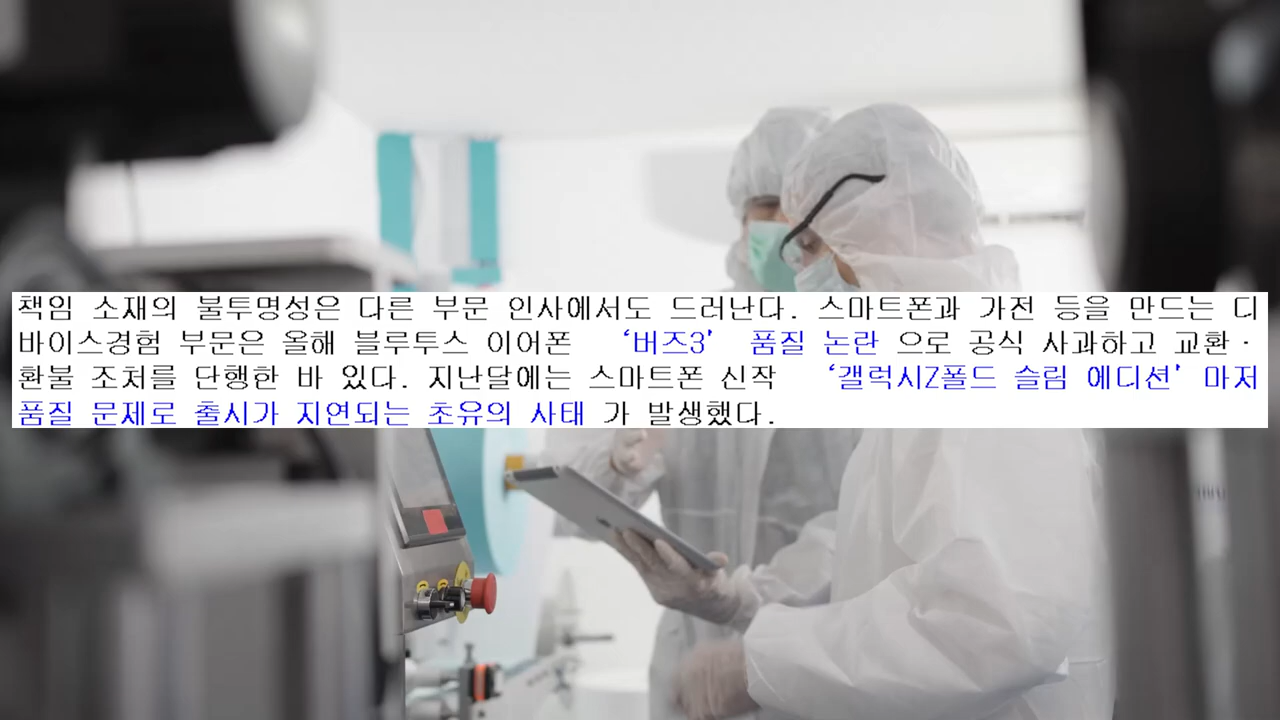 책임 소재의 불투명성은 다른 부문 인사에서도 드러난다. 스마트폰과 가전 등을 만드는 디
바이스경험 부문은 올해 블루투스 이어폰 ‘버즈3’ 품질 논란 으로 공식 사과하고 교환·
환불 조처를 단행한 바 있다. 지난달에는 스마트폰 신작 ‘갤럭시Z폴드 슬림 에디션’ 마저
품질 문제로 출시가 지연되는 초유의 사태 가 발생했다.